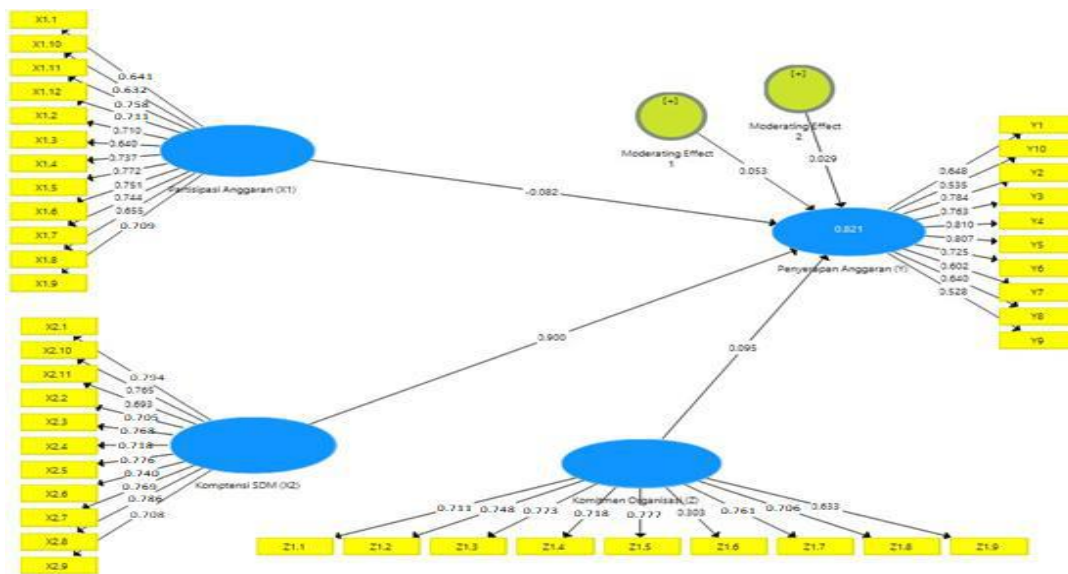 X1.1
X1.10
X1.11
X1.12
X1.2
X1.3
X1.4
X1.5
X1.6
X1.7
X1.8
X1.9
0.641
0.632
0.758
0.711
0.710
0.640
0.737
0.772
0.751
0.744
0.655
0.709
Partisipasi Anggaran (X1)
-0.082
[+]
Moderating Effect
1
0.053
[+]
Moderating Effect
2
0.029
0.821
Penyerapan Anggaran (Y)
0.648
0.535
0.784
0.763
0.810
0.807
0.725
0.602
0.640
0.528
Y1
Y10
Y2
Y3
Y4
Y5
Y6
Y7
Y8
Y9
X2.1
X2.10
X2.11
X2.2
X2.3
X2.4
X2.5
X2.6
X2.7
X2.8
X2.9
0.794
0.765
0.693
0.705
0.768
0.718
0.776
0.740
0.769
0.786
0.708
Komptensi SDM (X2)
0.900
0.095
Komitmen Organisasi (Z)
0.711
0.748
0.773
0.718
0.777
0.303
0.761
0.706
0.633
Z1.1
Z1.2
Z1.3
Z1.4
Z1.5
Z1.6
Z1.7
Z1.8
Z1.9